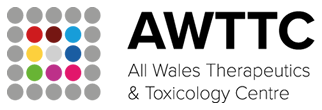 AWTTC
All Wales Therapeutics
& Toxicology Centre